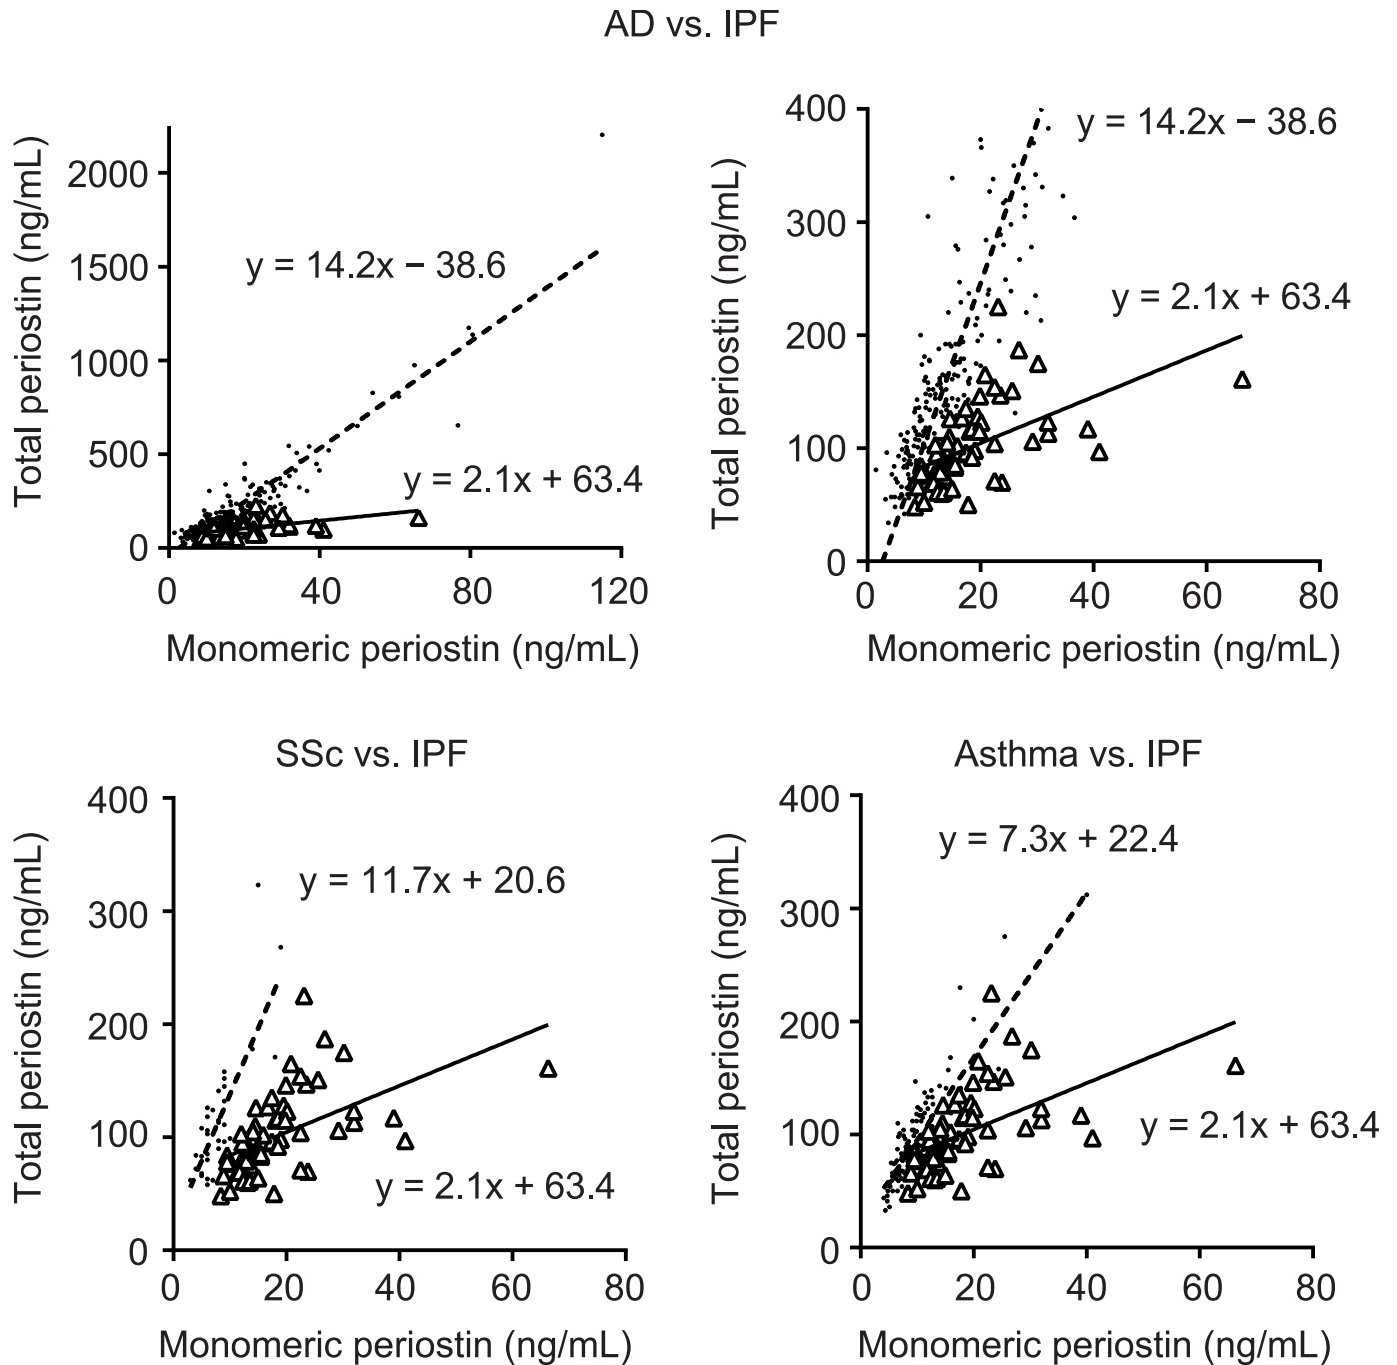 AD vs. IPF
Total periostin (ng/mL)
2000
1500
1000
500
0
y = 14.2x − 38.6
y = 2.1x + 63.4
0 40 80 120
Monomeric periostin (ng/mL)
Total periostin (ng/mL)
400
300
200
100
0
y = 14.2x − 38.6
y = 2.1x + 63.4
0 20 40 60 80
Monomeric periostin (ng/mL)
SSc vs. IPF
Total periostin (ng/mL)
400
300
200
100
0
y = 11.7x + 20.6
y = 2.1x + 63.4
0 20 40 60 80
Monomeric periostin (ng/mL)
Asthma vs. IPF
Total periostin (ng/mL)
400
300
200
100
0
y = 7.3x + 22.4
y = 2.1x + 63.4
0 20 40 60 80
Monomeric periostin (ng/mL)